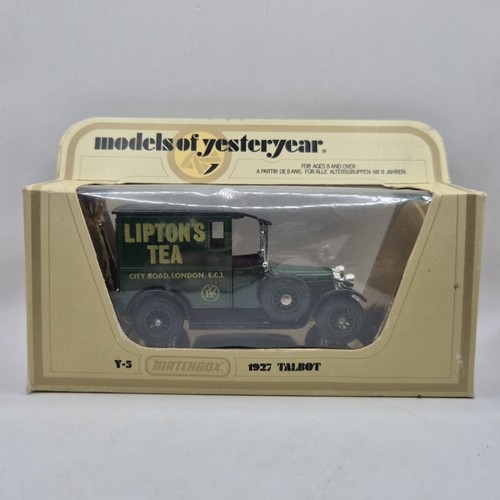 models of yesteryear
FOR AGES 8 AND OVER
A PARTIR DE 8 ANS. FÜR ALLE ALTERSGRUPPEN AB 8 JAHREN.
LIPTON'S
TEA
CITY ROAD, LONDON, E.C.1.
Y-5 MATCHBOX 1927 TALBOT